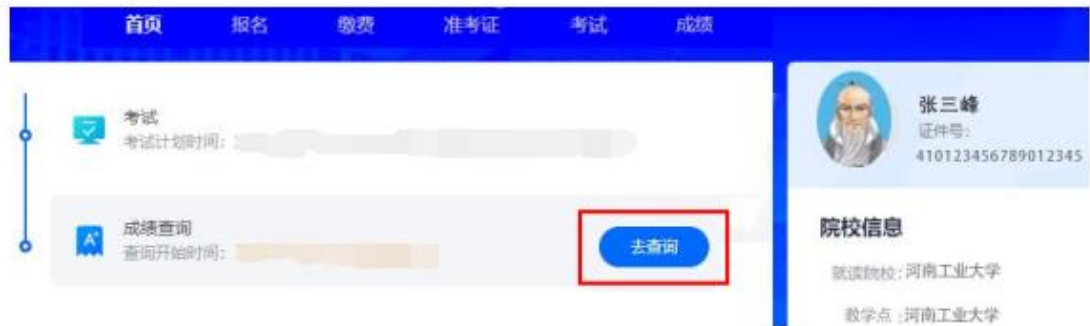 首页 报名 缴费 准考证 考试 成绩
考试
考试计划时间:
成绩查询
查询开始时间:
去查询
张三峰
证件号:
410123456789012345
院校信息
就读院校:河南工业大学
教学点:河南工业大学